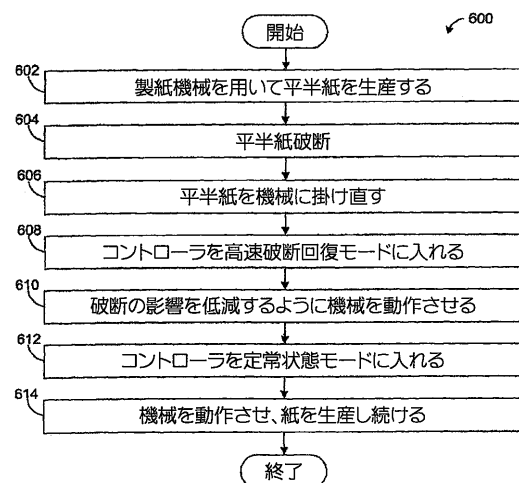 開始
600
602
製紙機械を用いて平半紙を生産する
604
平半紙破断
606
平半紙を機械に掛け直す
608
コントローラを高速破断回復モードに入れる
610
破断の影響を低減するように機械を動作させる
612
コントローラを定常状態モードに入れる
614
機械を動作させ、紙を生産し続ける
終了